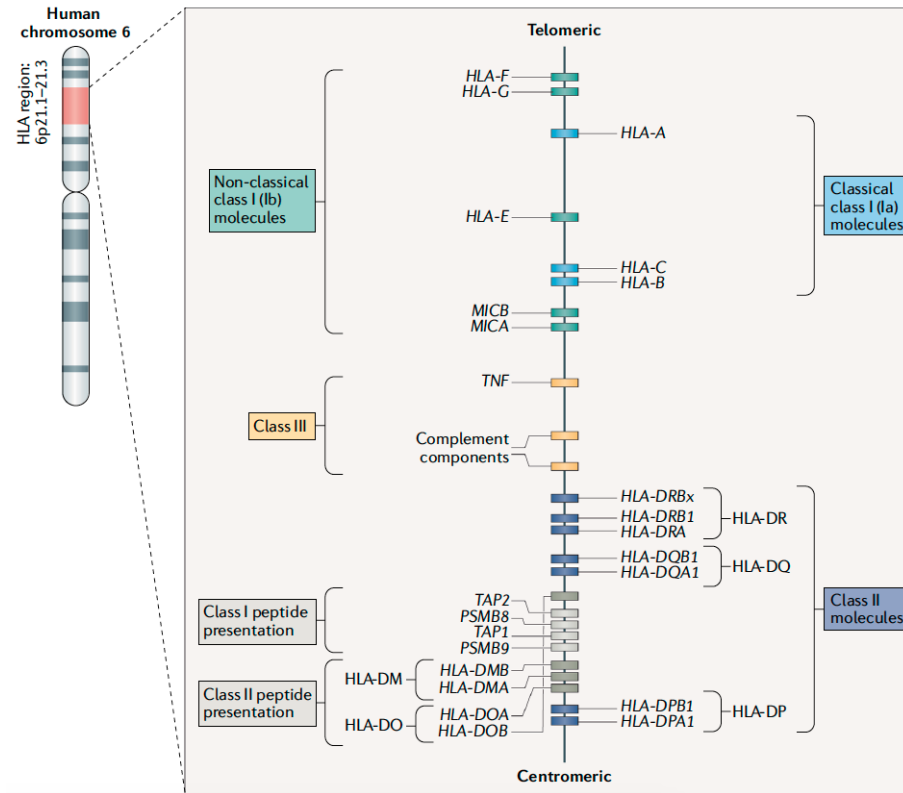 Human
chromosome 6
HLA region:
6p21.1–21.3
Telomeric
HLA-F
HLA-G
HLA-A
Non-classical
class I (Ib)
molecules
Classical
class I (Ia)
molecules
HLA-E
HLA-C
HLA-B
MICB
MICA
TNF
Class III
Complement
components
HLA-DRBx
HLA-DRB1
HLA-DRA
HLA-DR
HLA-DQB1
HLA-DQA1
HLA-DQ
Class II
molecules
Class I peptide
presentation
TAP2
PSMB8
TAP1
PSMB9
Class II peptide
presentation
HLA-DM
HLA-DMB
HLA-DMA
HLA-DO
HLA-DOA
HLA-DOB
HLA-DPB1
HLA-DPA1
HLA-DP
Centromeric